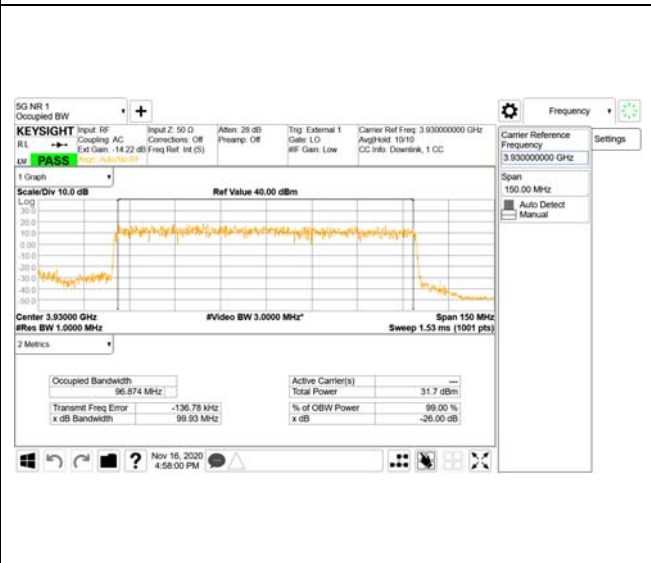 5G NR 1
Occupied BW
Frequency
KEYSIGHT
Input: RF
Coupling: AC
Ext Gain: -14.22 dB
Align: Auto/No RF
Input Z: 50 Ω
Corrections: Off
Freq Ref: Int (S)
Atten: 28 dB
Preamp: Off
Trig: External 1
Gate: LO
#IF Gain: Low
Carrier Ref Freq: 3.930000000 GHz
Avg|Hold: 10/10
CC Info: Downlink, 1 CC
R L
PASS
Carrier Reference
Frequency
3.930000000 GHz
Settings
Span
150.00 MHz
Auto Detect
Manual
1 Graph
Scale/Div 10.0 dB
Ref Value 40.00 dBm
Log
30.0
20.0
10.0
0.00
-10.0
-20.0
-30.0
-40.0
-50.0
Center 3.93000 GHz
#Video BW 3.0000 MHz*
Span 150 MHz
#Res BW 1.0000 MHz
Sweep 1.53 ms (1001 pts)
2 Metrics
Occupied Bandwidth
96.874 MHz
Active Carrier(s)
---
Total Power
31.7 dBm
Transmit Freq Error
-136.78 kHz
% of OBW Power
99.00 %
x dB Bandwidth
99.93 MHz
x dB
-26.00 dB
?
Nov 16, 2020
4:58:00 PM